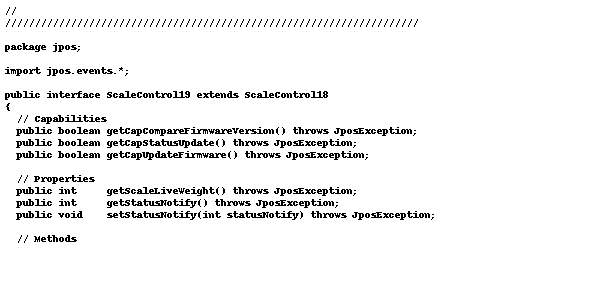 //
/////////////////////////////////////////////////////////////////////

package jpos;

import jpos.events.*;

public interface ScaleControl19 extends ScaleControl18
{
  // Capabilities
  public boolean getCapCompareFirmwareVersion() throws JposException;
  public boolean getCapStatusUpdate() throws JposException;
  public boolean getCapUpdateFirmware() throws JposException;

  // Properties
  public int     getScaleLiveWeight() throws JposException;
  public int     getStatusNotify() throws JposException;
  public void    setStatusNotify(int statusNotify) throws JposException;

  // Methods